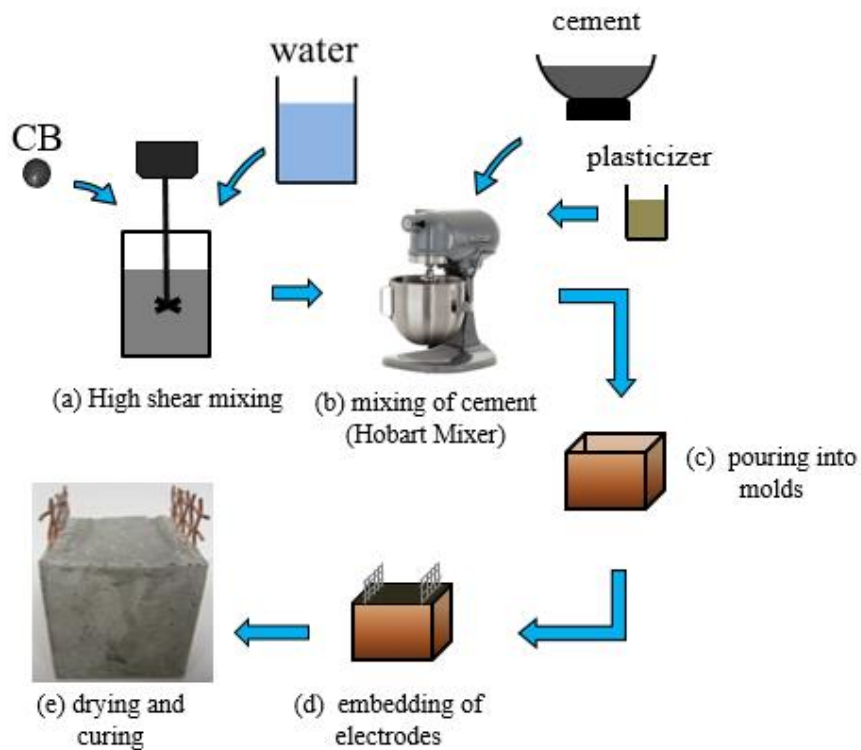 cement
water
CB
plasticizer
(a) High shear mixing
(b) mixing of cement
(Hobart Mixer)
(c) pouring into
molds
(e) drying and
curing
(d) embedding of
electrodes